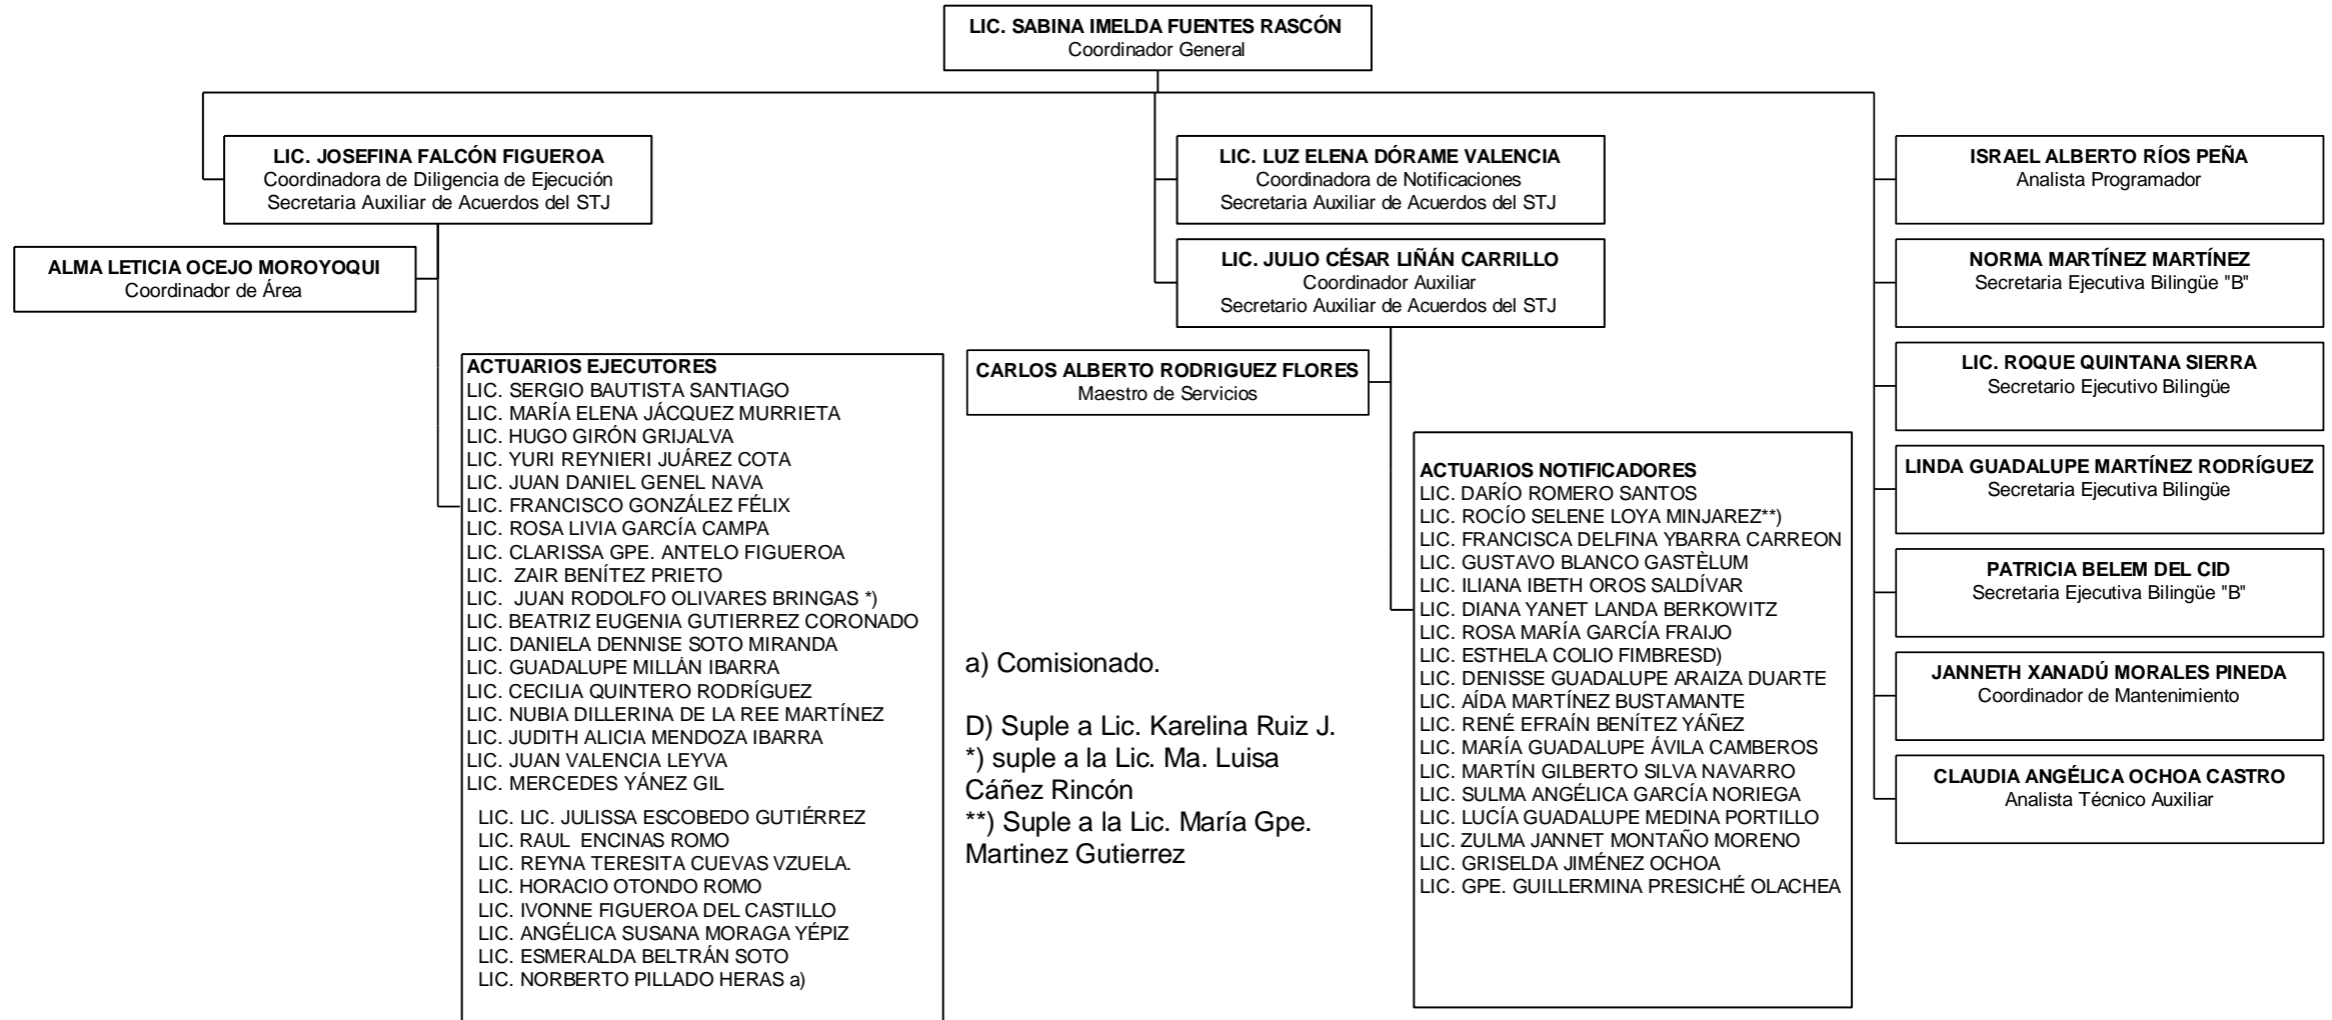 LIC. SABINA IMELDA FUENTES RASCÓN
Coordinador General
LIC. JOSEFINA FALCÓN FIGUEROA
Coordinadora de Diligencia de Ejecución
Secretaria Auxiliar de Acuerdos del STJ
ALMA LETICIA OCEJO MOROYOQUI
Coordinador de Área
ACTUARIOS EJECUTORES
LIC. SERGIO BAUTISTA SANTIAGO
LIC. MARÍA ELENA JÁCQUEZ MURRIETA
LIC. HUGO GIRÓN GRIJALVA
LIC. YURI REYNIERI JUÁREZ COTA
LIC. JUAN DANIEL GENEL NAVA
LIC. FRANCISCO GONZÁLEZ FÉLIX
LIC. ROSA LIVIA GARCÍA CAMPA
LIC. CLARISSA GPE. ANTELO FIGUEROA
LIC.  ZAIR BENÍTEZ PRIETO
LIC.  JUAN RODOLFO OLIVARES BRINGAS *)
LIC. BEATRIZ EUGENIA GUTIERREZ CORONADO
LIC. DANIELA DENNISE SOTO MIRANDA
LIC. GUADALUPE MILLÁN IBARRA
LIC. CECILIA QUINTERO RODRÍGUEZ
LIC. NUBIA DILLERINA DE LA REE MARTÍNEZ
LIC. JUDITH ALICIA MENDOZA IBARRA
LIC. JUAN VALENCIA LEYVA
LIC. MERCEDES YÁNEZ GIL
LIC. LIC. JULISSA ESCOBEDO GUTIÉRREZ
LIC. RAUL  ENCINAS ROMO
LIC. REYNA TERESITA CUEVAS VZUELA.
LIC. HORACIO OTONDO ROMO
LIC. IVONNE FIGUEROA DEL CASTILLO
LIC. ANGÉLICA SUSANA MORAGA YÉPIZ
LIC. ESMERALDA BELTRÁN SOTO
LIC. NORBERTO PILLADO HERAS a)
LIC. LUZ ELENA DÓRAME VALENCIA
Coordinadora de Notificaciones
Secretaria Auxiliar de Acuerdos del STJ
LIC. JULIO CÉSAR LIÑÁN CARRILLO
Coordinador Auxiliar
Secretario Auxiliar de Acuerdos del STJ
CARLOS ALBERTO RODRIGUEZ FLORES
Maestro de Servicios
a) Comisionado.
D) Suple a Lic. Karelina Ruiz J.
*) suple a la Lic. Ma. Luisa
Cáñez Rincón
**) Suple a la Lic. María Gpe.
Martinez Gutierrez
ACTUARIOS NOTIFICADORES
LIC. DARÍO ROMERO SANTOS
LIC. ROCÍO SELENE LOYA MINJAREZ**)
LIC. FRANCISCA DELFINA YBARRA CARREON
LIC. GUSTAVO BLANCO GASTÈLUM
LIC. ILIANA IBETH OROS SALDÍVAR
LIC. DIANA YANET LANDA BERKOWITZ
LIC. ROSA MARÍA GARCÍA FRAIJO
LIC. ESTHELA COLIO FIMBRESD)
LIC. DENISSE GUADALUPE ARAIZA DUARTE
LIC. AÍDA MARTÍNEZ BUSTAMANTE
LIC. RENÉ EFRAÍN BENÍTEZ YÁÑEZ
LIC. MARÍA GUADALUPE ÁVILA CAMBEROS
LIC. MARTÍN GILBERTO SILVA NAVARRO
LIC. SULMA ANGÉLICA GARCÍA NORIEGA
LIC. LUCÍA GUADALUPE MEDINA PORTILLO
LIC. ZULMA JANNET MONTAÑO MORENO
LIC. GRISELDA JIMÉNEZ OCHOA
LIC. GPE. GUILLERMINA PRESICHÉ OLACHEA
ISRAEL ALBERTO RÍOS PEÑA
Analista Programador
NORMA MARTÍNEZ MARTÍNEZ
Secretaria Ejecutiva Bilingüe "B"
LIC. ROQUE QUINTANA SIERRA
Secretario Ejecutivo Bilingüe
LINDA GUADALUPE MARTÍNEZ RODRÍGUEZ
Secretaria Ejecutiva Bilingüe
PATRICIA BELEM DEL CID
Secretaria Ejecutiva Bilingüe "B"
JANNETH XANADÚ MORALES PINEDA
Coordinador de Mantenimiento
CLAUDIA ANGÉLICA OCHOA CASTRO
Analista Técnico Auxiliar